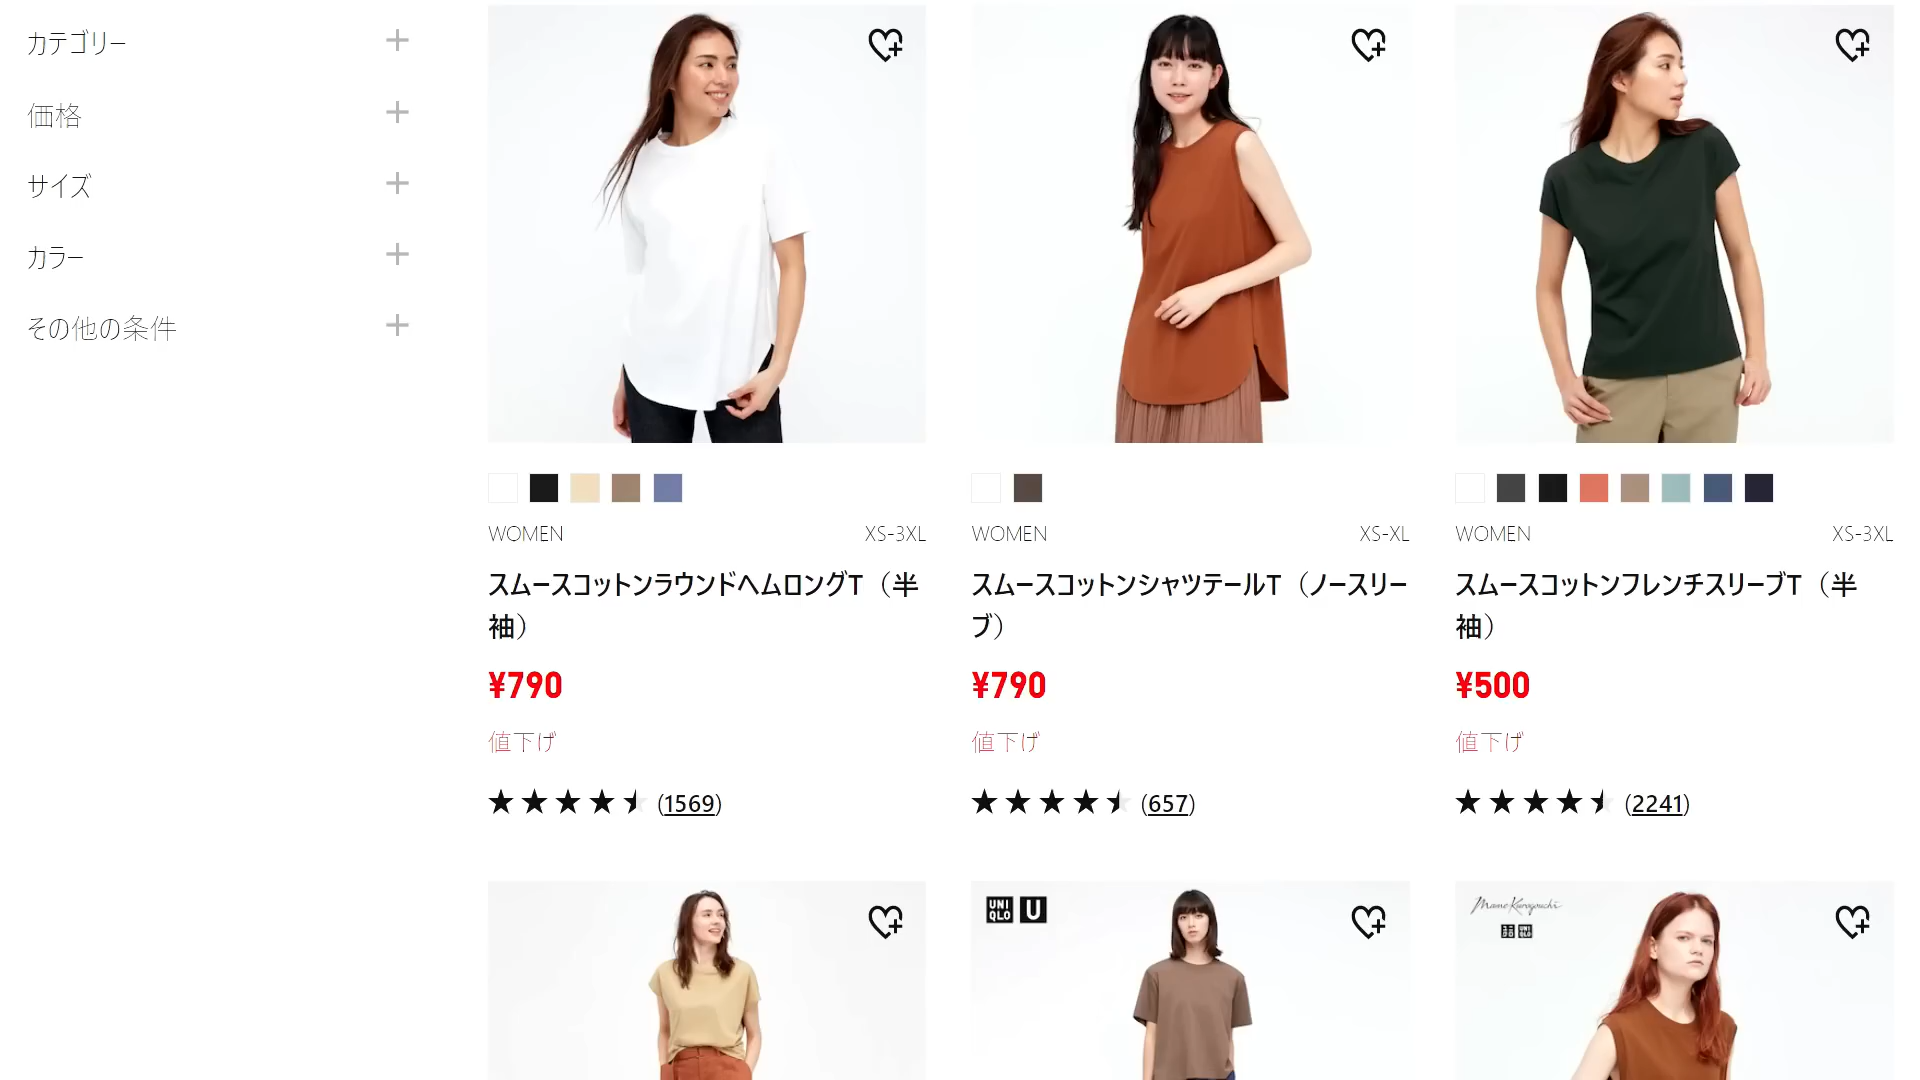 カテゴリー
価格
サイズ
カラー
その他の条件
WOMEN XS-3XL
スムースコットンラウンドヘムロングT（半
袖）
¥790
値下げ
(1569)
WOMEN XS-XL
スムースコットンシャツテールT（ノースリー
ブ）
¥790
値下げ
(657)
WOMEN XS-3XL
スムースコットンフレンチスリーブT（半
袖）
¥500
値下げ
(2241)
UNI
QLO U
Mame Kurogouchi
UNI
QLO